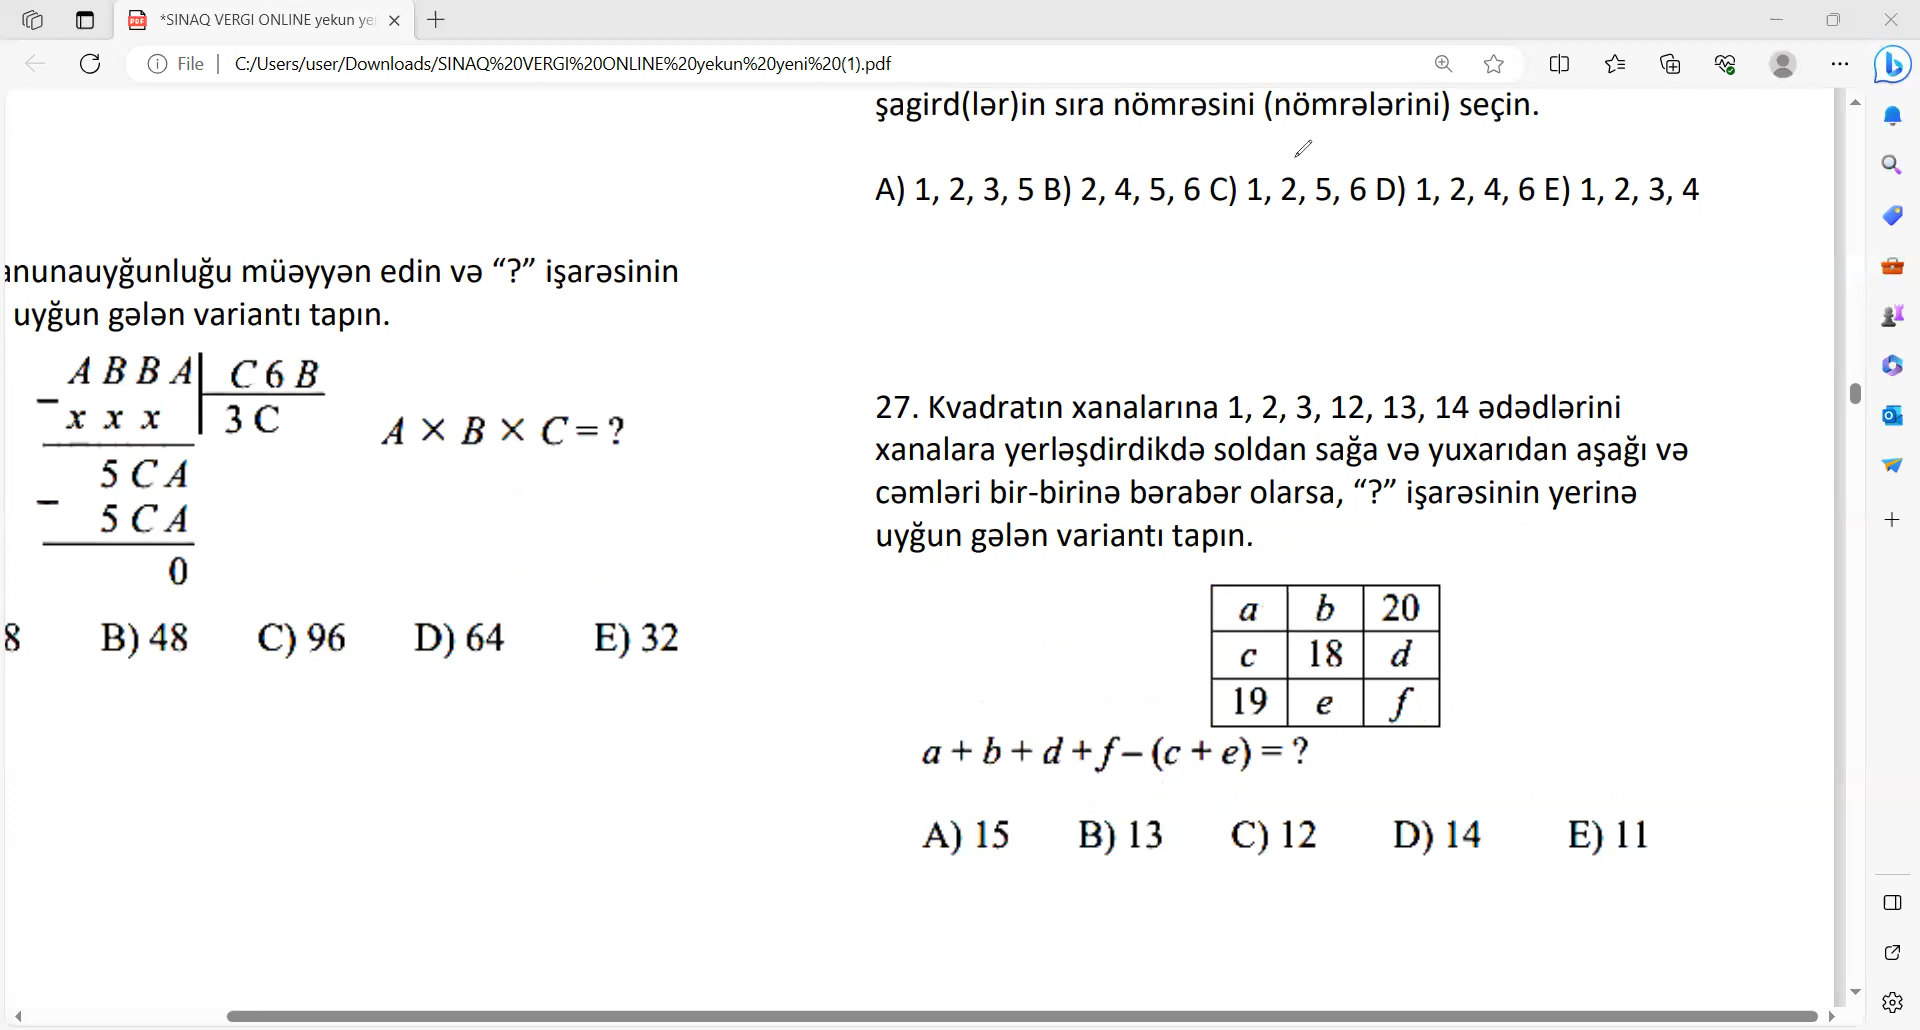 *SINAQ VERGI ONLINE yekun ye
File
C:/Users/user/Downloads/SINAQ%20VERGI%20ONLINE%20yekun%20yeni%20(1).pdf
anunauyğunluğu müəyyən edin və “?” işarəsinin
uyğun gələn variantı tapın.
A B B A C 6 B
– x x x 3 C
A × B × C = ?
5 C A
– 5 C A
0
8 B) 48 C) 96 D) 64 E) 32
şagird(lər)in sıra nömrəsini (nömrələrini) seçin.
A) 1, 2, 3, 5 B) 2, 4, 5, 6 C) 1, 2, 5, 6 D) 1, 2, 4, 6 E) 1, 2, 3, 4
27. Kvadratın xanalarına 1, 2, 3, 12, 13, 14 ədədlərini
xanalara yerləşdirdikdə soldan sağa və yuxarıdan aşağı və
cəmləri bir-birinə bərabər olarsa, “?” işarəsinin yerinə
uyğun gələn variantı tapın.
a b 20
c 18 d
19 e f
a + b + d + f – (c + e) = ?
A) 15 B) 13 C) 12 D) 14 E) 11